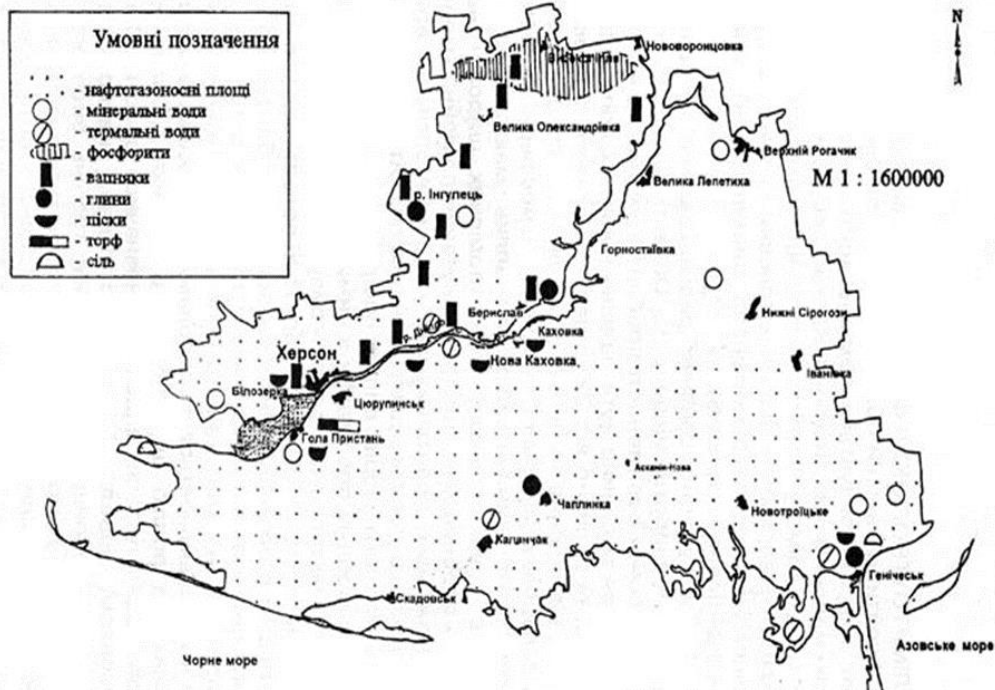 Умовні позначення
- нафтогазоносні площі
- мінеральні води
- термальні води
- фосфорити
- вапняки
- глини
- піски
- торф
- сіль
N
Нововоронцовка
Велика Олександрівка
Верхній Рогачик
Велика Лепетиха
М 1 : 1600000
р. Інгулець
Горностаївка
Берислав
Нижні Сірогози
Каховка
Херсон
Нова Каховка
Іванівка
Білозерка
Цюрупинськ
Гола Пристань
Асканія-Нова
Чаплинка
Новотроїцьке
Каланчак
Генічеськ
Скадовськ
Чорне море
Азовське море